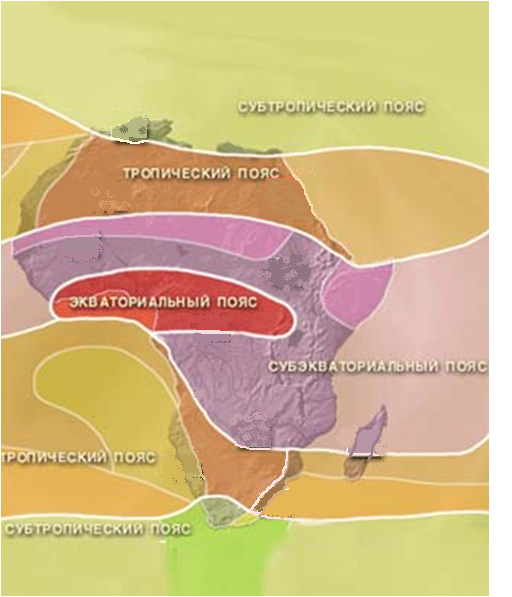 СУБТРОПИЧЕСКИЙ ПОЯС
ТРОПИЧЕСКИЙ ПОЯС
ЭКВАТОРИАЛЬНЫЙ ПОЯС
СУБЭКВАТОРИАЛЬНЫЙ ПОЯС
ТРОПИЧЕСКИЙ ПОЯС
СУБТРОПИЧЕСКИЙ ПОЯС